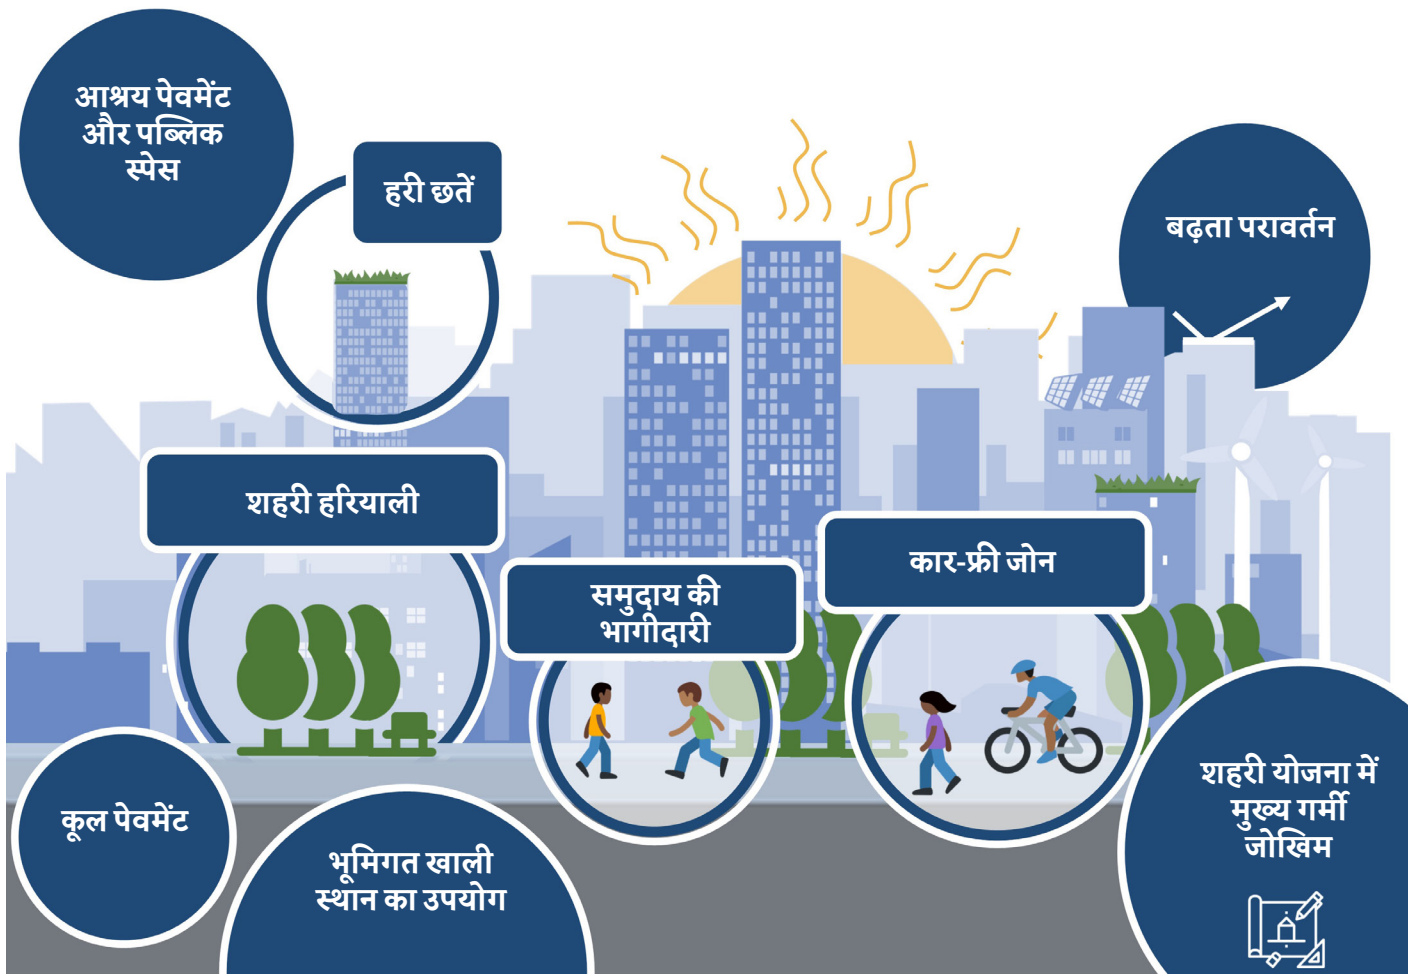 आश्रय पेवमेंट
और पब्लिक
स्पेस
हरी छतें
बढ़ता परावर्तन
शहरी हरियाली
कार-फ्री जोन
समुदाय की
भागीदारी
शहरी योजना में
मुख्य गर्मी
जोखिम
कूल पेवमेंट
भूमिगत खाली
स्थान का उपयोग